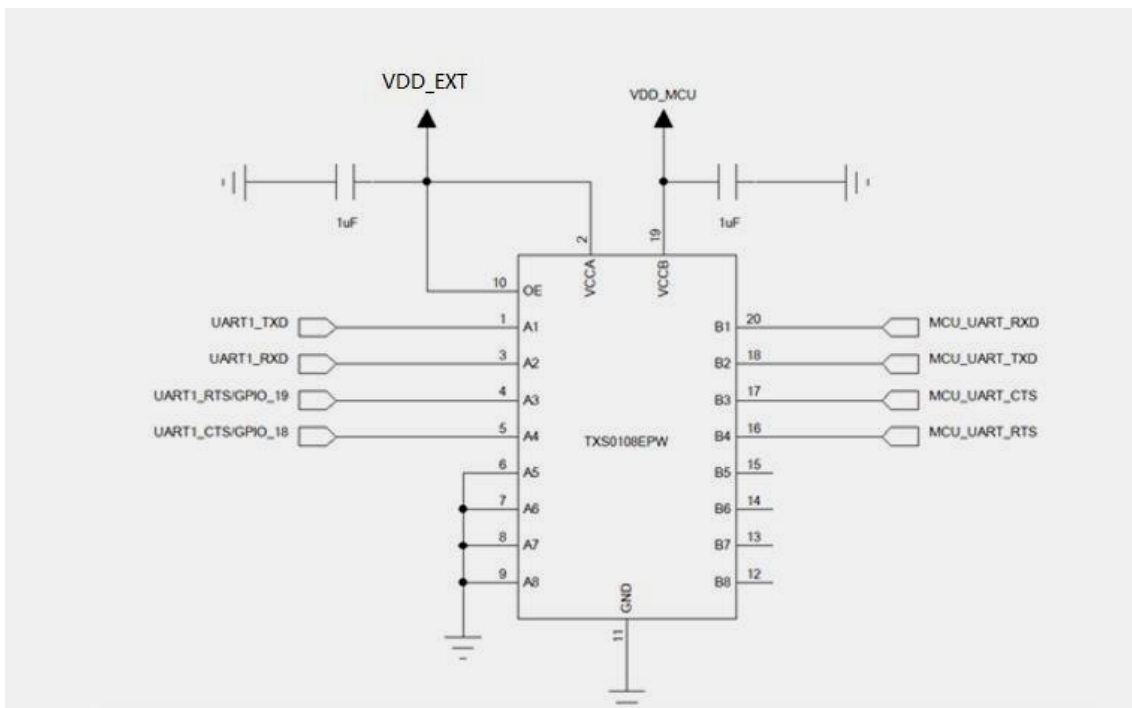 VDD_EXT
VDD_MCU
1uF
1uF
2
19
VCCA
VCCB
10
OE
UART1_TXD
1
A1
B1
20
MCU_UART_RXD
UART1_RXD
3
A2
B2
18
MCU_UART_TXD
UART1_RTS/GPIO_19
4
A3
B3
17
MCU_UART_CTS
UART1_CTS/GPIO_18
5
A4
TXS0108EPW
B4
16
MCU_UART_RTS
6
A5
B5
15
7
A6
B6
14
8
A7
B7
13
9
A8
B8
12
GND
11